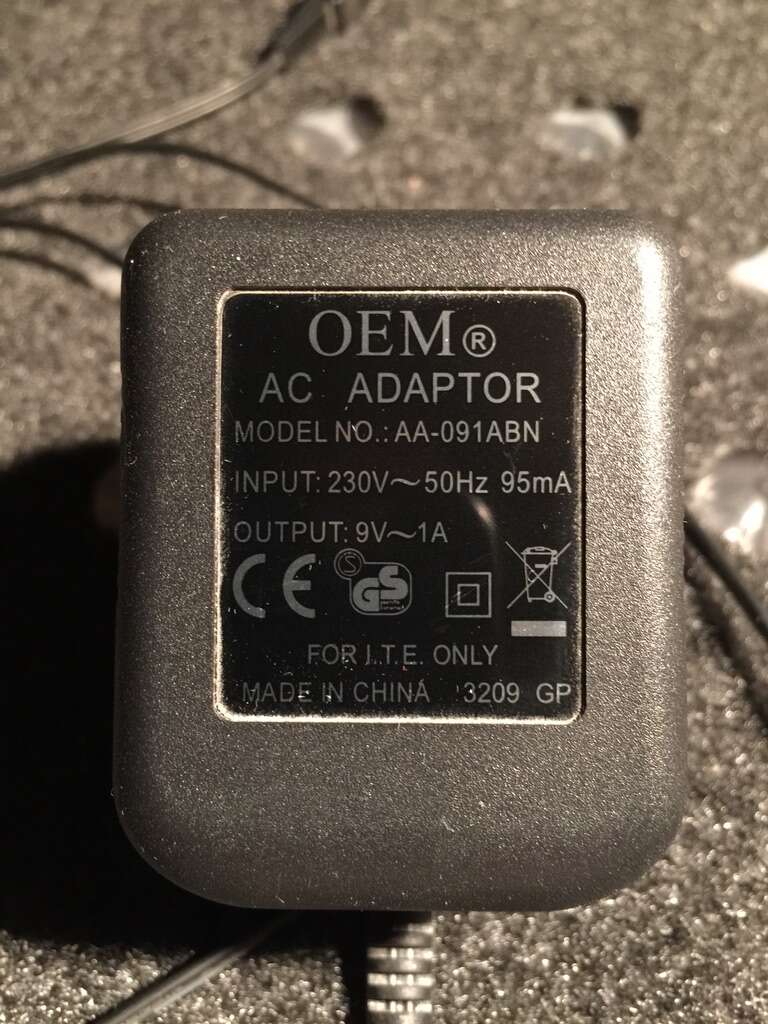 OEM®
AC ADAPTOR
MODEL NO.: AA-091ABN
INPUT: 230V～50Hz 95mA
OUTPUT: 9V～1A
CE S GS
FOR I.T.E. ONLY
MADE IN CHINA 3209 GP